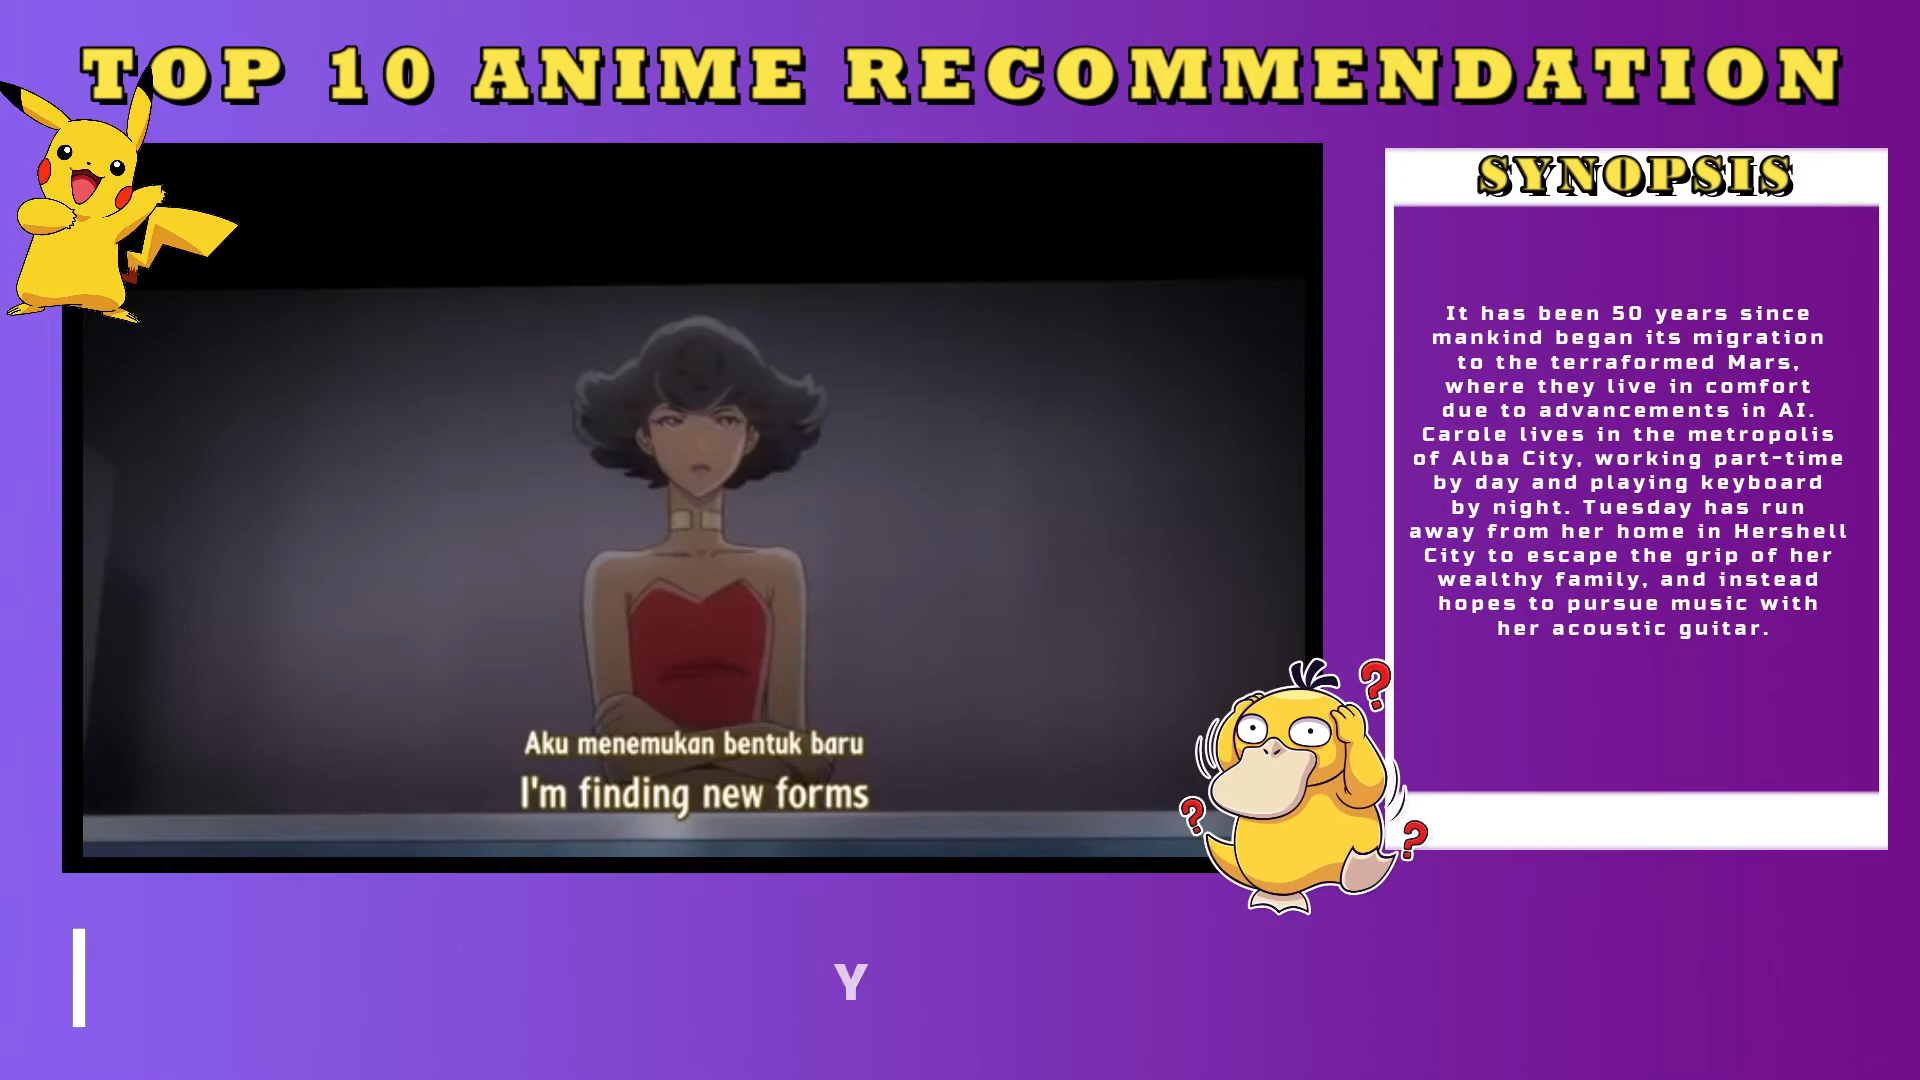 TOP 10 ANIME RECOMMENDATION
SYNOPSIS
It has been 50 years since
mankind began its migration
to the terraformed Mars,
where they live in comfort
due to advancements in AI.
Carole lives in the metropolis
of Alba City, working part-time
by day and playing keyboard
by night. Tuesday has run
away from her home in Hershell
City to escape the grip of her
wealthy family, and instead
hopes to pursue music with
her acoustic guitar.
Aku menemukan bentuk baru
I'm finding new forms
?
?
?
Y